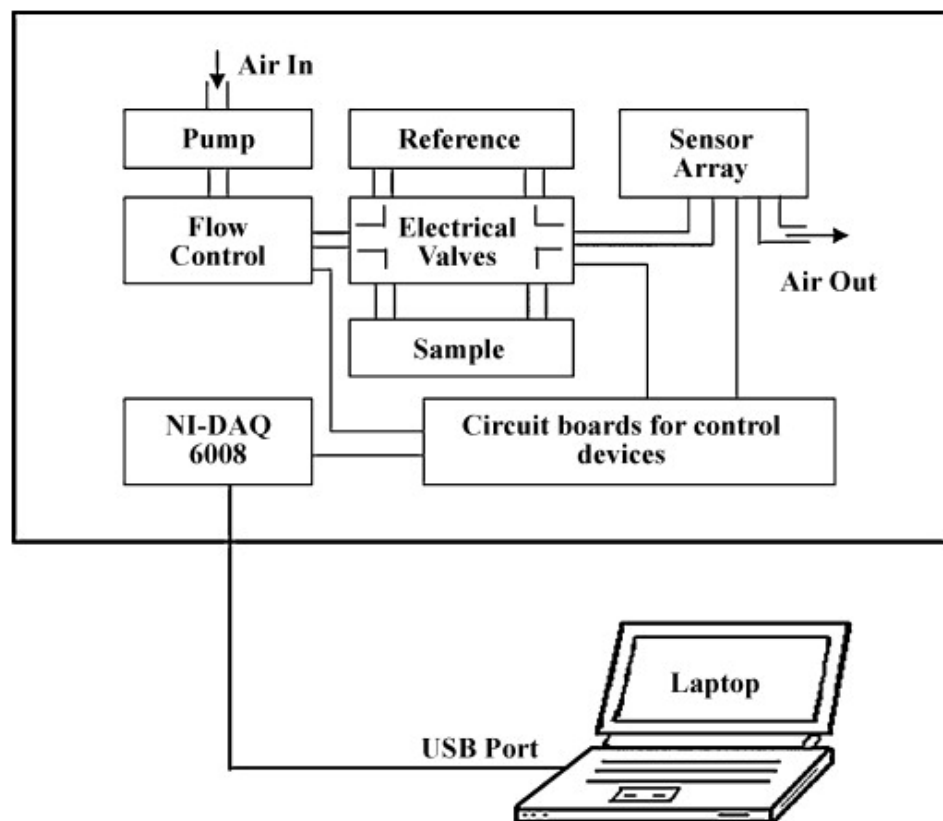 Air In
Pump
Reference
Sensor
Array
Flow
Control
Electrical
Valves
Air Out
Sample
NI-DAQ
6008
Circuit boards for control
devices
Laptop
USB Port